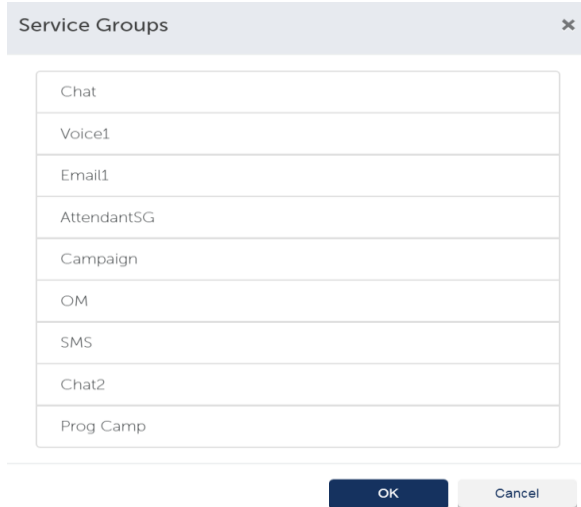 Service Groups ×
Chat
Voice1
Email1
AttendantSG
Campaign
OM
SMS
Chat2
Prog Camp
OK Cancel